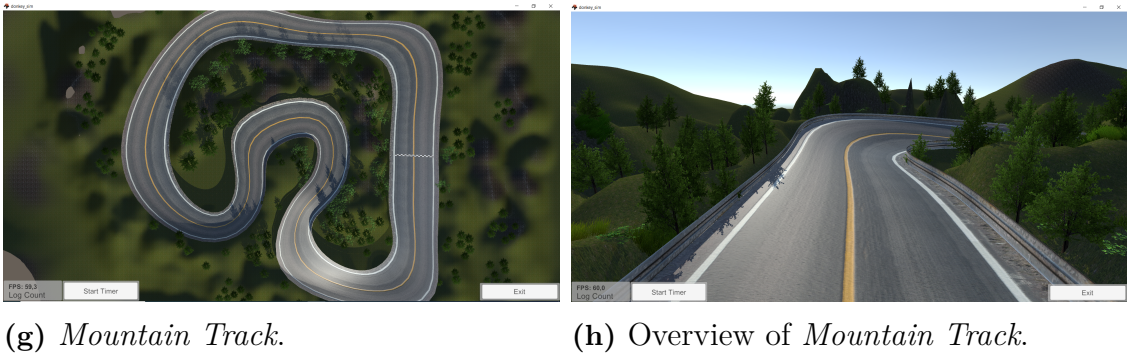 donkey_sim
donkey_sim
FPS: 59,3
Log Count
Start Timer
Exit
FPS: 60,0
Log Count
Start Timer
Exit
(g) Mountain Track.
(h) Overview of Mountain Track.